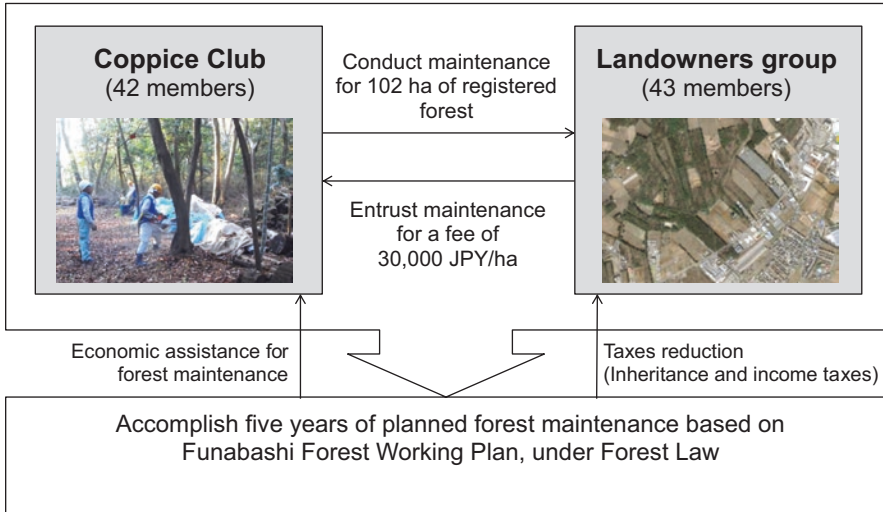 Coppice Club
(42 members)
Conduct maintenance
for 102 ha of registered
forest
Landowners group
(43 members)
Entrust maintenance
for a fee of
30,000 JPY/ha
Economic assistance for
forest maintenance
Taxes reduction
(Inheritance and income taxes)
Accomplish five years of planned forest maintenance based on
Funabashi Forest Working Plan, under Forest Law